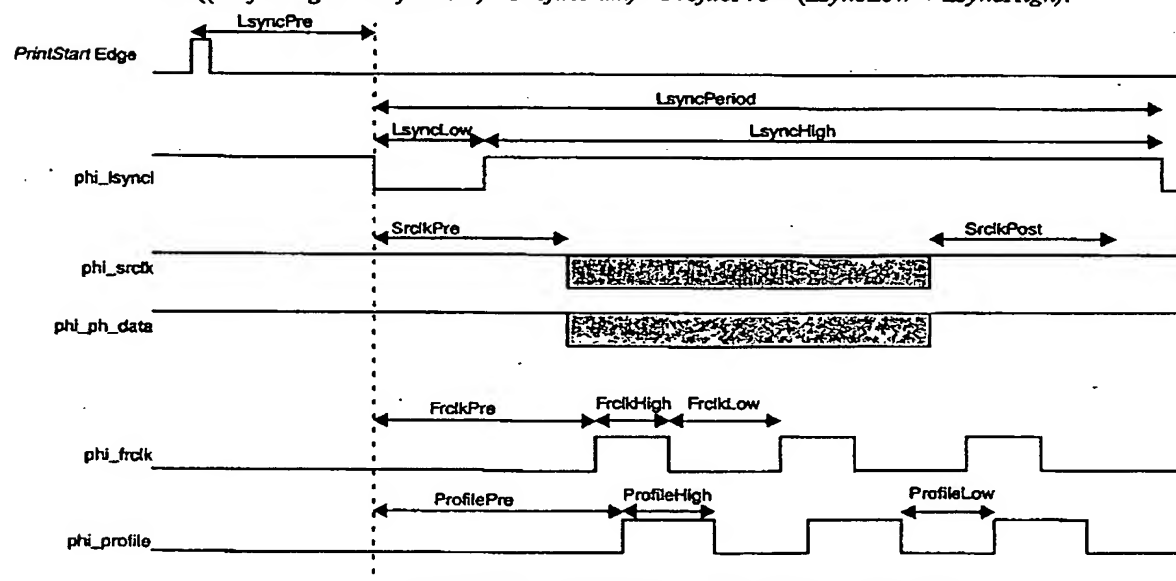 LsyncPre
PrintStart Edge
LsyncPeriod
LsyncLow
LsyncHigh
phi_lsyncl
SrclkPre
SrclkPost
phi_srclk
phi_ph_data
FrclkPre
FrclkHigh
FrclkLow
phi_frclk
ProfilePre
ProfileHigh
ProfileLow
phi_profile